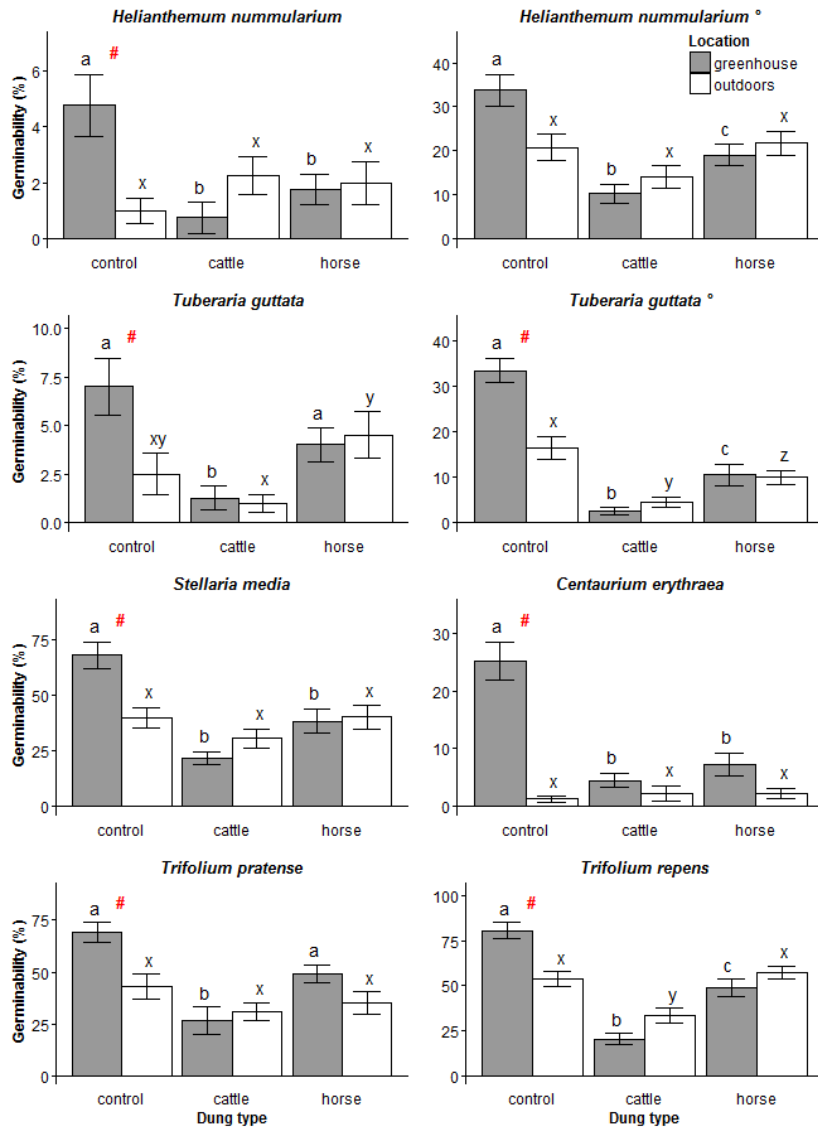 Helianthemum nummularium
Helianthemum nummularium °
Location
greenhouse
outdoors
Germinability (%)
6
4
2
0
a
#
x
b
x
b
x
control
cattle
horse
40
30
20
10
0
a
x
b
x
c
x
control
cattle
horse
Tuberaria guttata
Tuberaria guttata °
Germinability (%)
10.0
7.5
5.0
2.5
0.0
a
#
xy
b
x
a
y
control
cattle
horse
40
30
20
10
0
a
#
x
b
y
c
z
control
cattle
horse
Stellaria media
Centaurium erythraea
Germinability (%)
75
50
25
0
a
#
x
b
x
b
x
control
cattle
horse
30
20
10
0
a
#
x
b
x
b
x
control
cattle
horse
Trifolium pratense
Trifolium repens
Germinability (%)
75
50
25
0
a
#
x
b
x
a
x
control
cattle
horse
Dung type
100
75
50
25
0
a
#
x
b
y
c
x
control
cattle
horse
Dung type